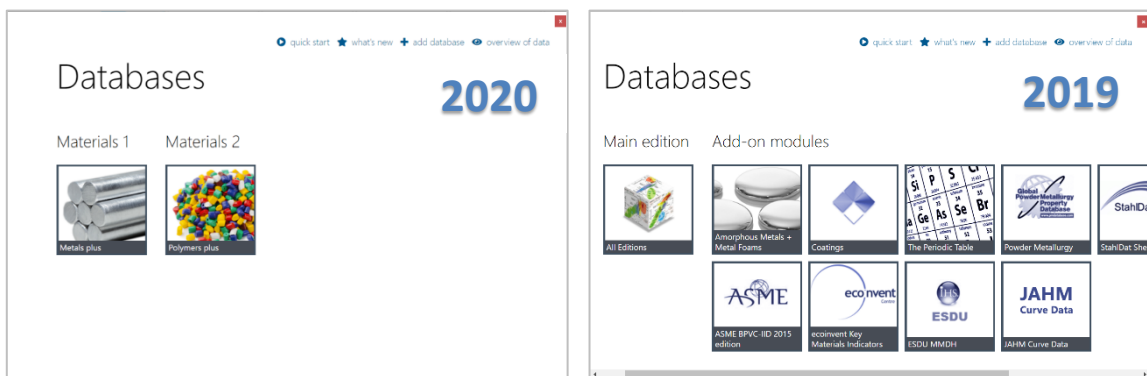 quick start what's new add database overview of data
Databases
2020
Materials 1 Materials 2
Metals plus Polymers plus
quick start what's new add database overview of data
Databases
2019
Main edition Add-on modules
Si P S
Ge As Se Br
Global
PowderMetallurgy
Property
Database
StahlDa
All Editions
Amorphous Metals +
Metal Foams
Coatings
The Periodic Table
Powder Metallurgy
StahlDat She
ASME
ecoinvent
Centre
IHS
ESDU
JAHM
Curve Data
ASME BPVC-IID 2015
edition
ecoinvent Key
Materials Indicators
ESDU MMDH
JAHM Curve Data